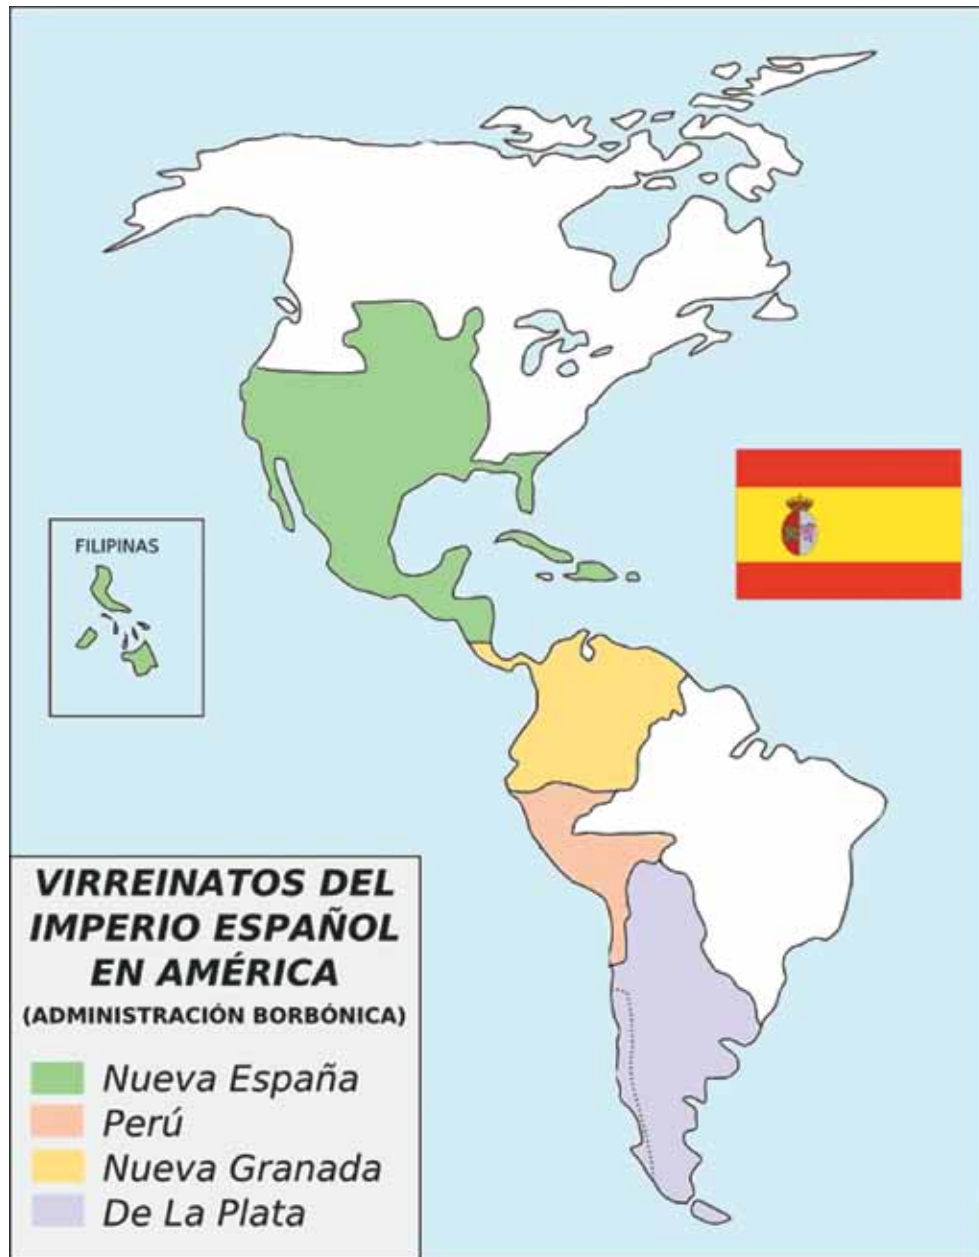 FILIPINAS
VIRREINATOS DEL
IMPERIO ESPAÑOL
EN AMÉRICA
(ADMINISTRACIÓN BORBÓNICA)
Nueva España
Perú
Nueva Granada
De La Plata